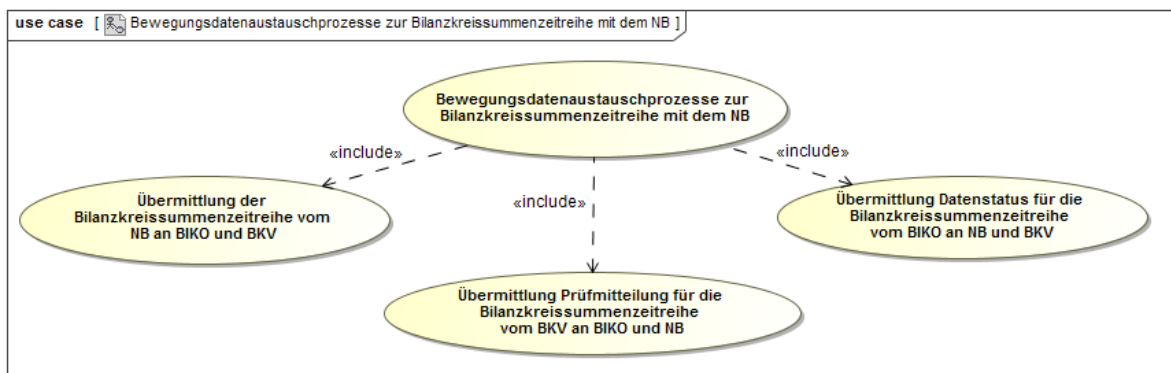 use case [ Bewegungsdatenaustauschprozesse zur Bilanzkreissummenzeitreihe mit dem NB ]
Bewegungsdatenaustauschprozesse zur
Bilanzkreissummenzeitreihe mit dem NB
«include»
«include»
«include»
Übermittlung der
Bilanzkreissummenzeitreihe vom
NB an BIKO und BKV
Übermittlung Datenstatus für die
Bilanzkreissummenzeitreihe
vom BIKO an NB und BKV
Übermittlung Prüfmitteilung für die
Bilanzkreissummenzeitreihe
vom BKV an BIKO und NB